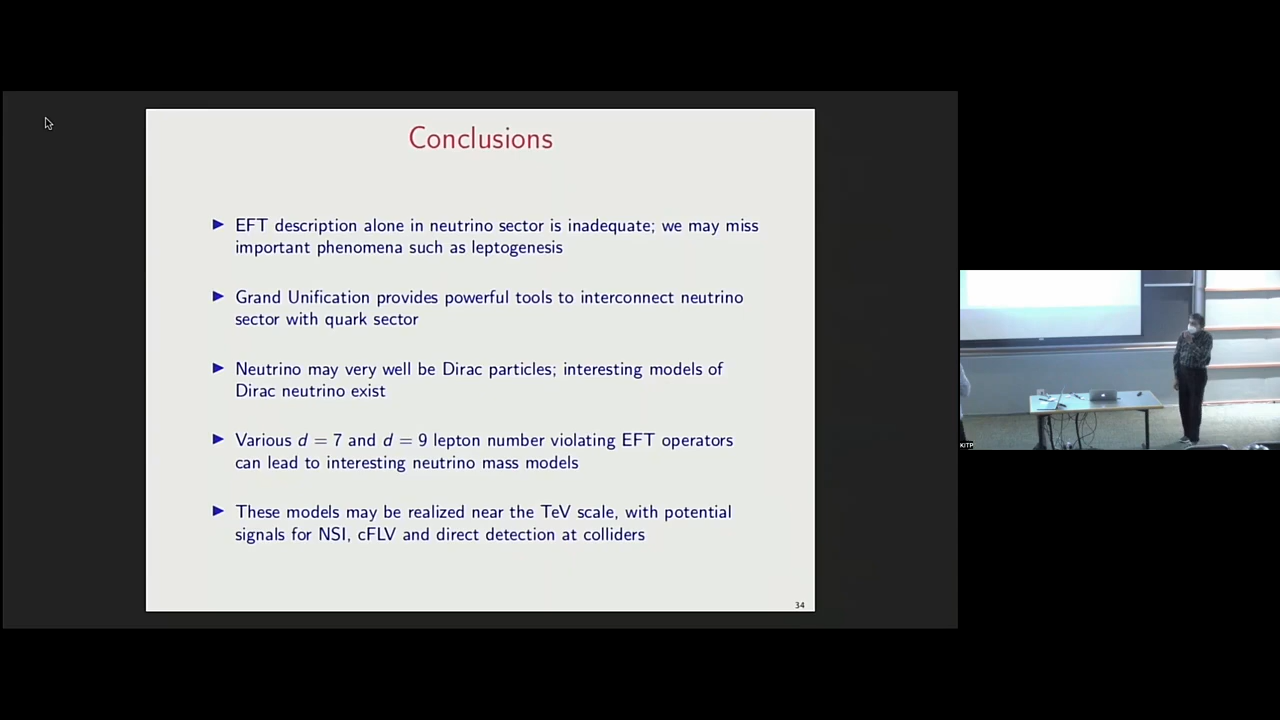 Conclusions
▶ EFT description alone in neutrino sector is inadequate; we may miss
important phenomena such as leptogenesis
▶ Grand Unification provides powerful tools to interconnect neutrino
sector with quark sector
▶ Neutrino may very well be Dirac particles; interesting models of
Dirac neutrino exist
▶ Various d = 7 and d = 9 lepton number violating EFT operators
can lead to interesting neutrino mass models
▶ These models may be realized near the TeV scale, with potential
signals for NSI, cFLV and direct detection at colliders
34
KITP